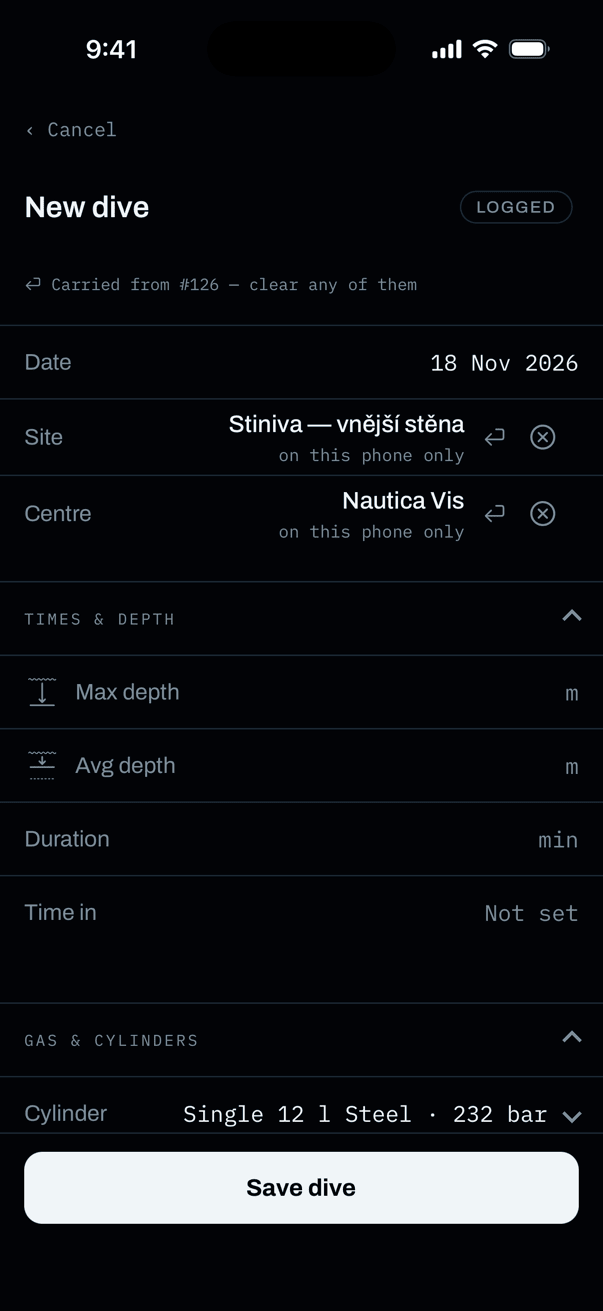 9:41
‹ Cancel
New dive
LOGGED
⏎ Carried from #126 — clear any of them
Date 18 Nov 2026
Site Stiniva — vnější stěna
on this phone only
Centre Nautica Vis
on this phone only
TIMES & DEPTH
Max depth m
Avg depth m
Duration min
Time in Not set
GAS & CYLINDERS
Cylinder Single 12 l Steel · 232 bar
Save dive